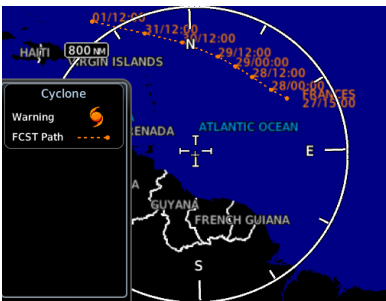 01/12:00
31/12:00
30/12:00
N
HAITI
800 NM
VIRGIN ISLANDS
29/12:00
29/00:00
28/12:00
28/00:00
FRANCES
27/15:00
Cyclone
Warning
FCST Path
RENADA
ATLANTIC OCEAN
E
A
GUYANA
FRENCH GUIANA
S